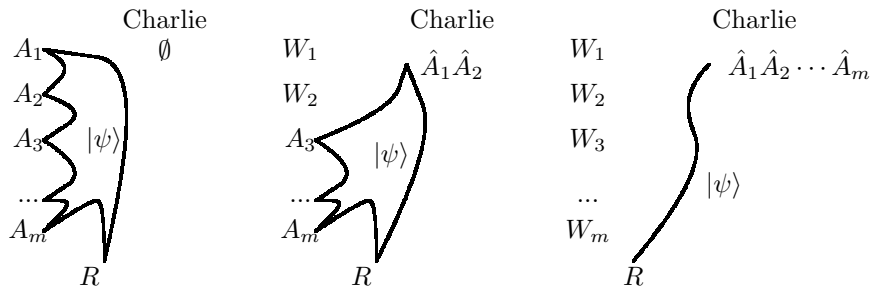 Charlie
∅
A₁
A₂
A₃
...
Aₘ
|ψ⟩
R
Charlie
Â₁Â₂
W₁
W₂
A₃
...
Aₘ
|ψ⟩
R
Charlie
Â₁Â₂ ⋯ Âₘ
W₁
W₂
W₃
...
Wₘ
|ψ⟩
R